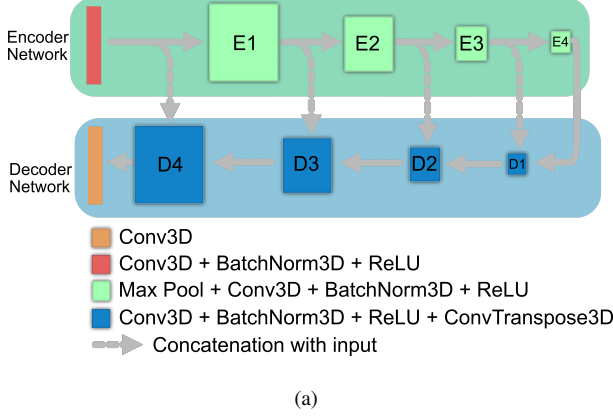 Encoder
Network
E1
E2
E3
E4
Decoder
Network
D4
D3
D2
D1
Conv3D
Conv3D + BatchNorm3D + ReLU
Max Pool + Conv3D + BatchNorm3D + ReLU
Conv3D + BatchNorm3D + ReLU + ConvTranspose3D
Concatenation with input
(a)